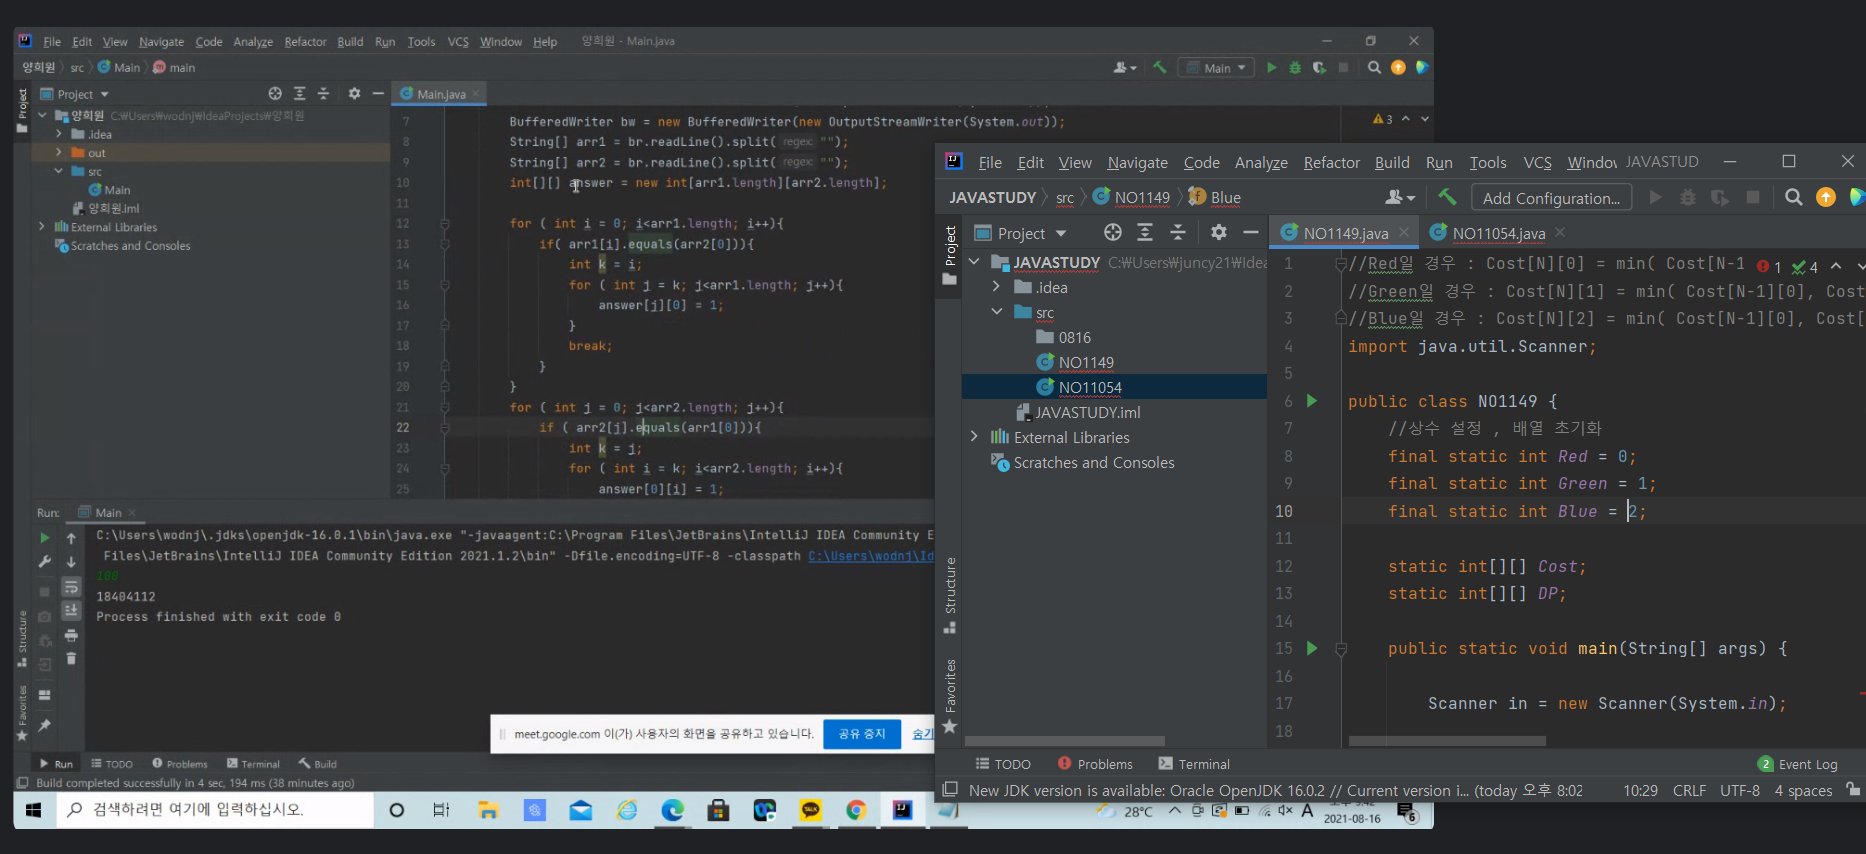 File Edit View Navigate Code Analyze Refactor Build Run Tools VCS Window Help 양희원 - Main.java
양희원 src Main main
Main
Project
양희원 C:₩Users₩wodnj₩IdeaProjects₩양희원
.idea
out
src
Main
양희원.iml
External Libraries
Scratches and Consoles
Project
Structure
Favorites
Main.java
3
7 BufferedWriter bw = new BufferedWriter(new OutputStreamWriter(System.out));
8 String[] arr1 = br.readLine().split( regex: "");
9 String[] arr2 = br.readLine().split( regex: "");
10 int[][] answer = new int[arr1.length][arr2.length];
11
12 for ( int i = 0; i<arr1.length; i++){
13 if( arr1[i].equals(arr2[0])){
14 int k = i;
15 for ( int j = k; j<arr1.length; j++){
16 answer[j][0] = 1;
17 }
18 break;
19 }
20 }
21 for ( int j = 0; j<arr2.length; j++){
22 if ( arr2[j].equals(arr1[0])){
23 int k = j;
24 for ( int i = k; i<arr2.length; i++){
25 answer[0][i] = 1;
Run: Main
C:\Users\wodnj\.jdks\openjdk-16.0.1\bin\java.exe "-javaagent:C:\Program Files\JetBrains\IntelliJ IDEA Community E
Files\JetBrains\IntelliJ IDEA Community Edition 2021.1.2\bin" -Dfile.encoding=UTF-8 -classpath C:\Users\wodnj\Id
100
18404112
Process finished with exit code 0
meet.google.com 이(가) 사용자의 화면을 공유하고 있습니다. 공유 중지 숨기
Run TODO Problems Terminal Build
Build completed successfully in 4 sec, 194 ms (38 minutes ago)
검색하려면 여기에 입력하십시오.
TALK
28°C A
2021-08-16 6
File Edit View Navigate Code Analyze Refactor Build Run Tools VCS Window JAVASTUD
JAVASTUDY src NO1149 Blue
Add Configuration...
Project
JAVASTUDY C:₩Users₩juncy21₩Idea
.idea
src
0816
NO1149
NO11054
JAVASTUDY.iml
External Libraries
Scratches and Consoles
Project
Structure
Favorites
NO1149.java NO11054.java
1 4
1 //Red일 경우 : Cost[N][0] = min( Cost[N-1
2 //Green일 경우 : Cost[N][1] = min( Cost[N-1][0], Cost
3 //Blue일 경우 : Cost[N][2] = min( Cost[N-1][0], Cost[
4 import java.util.Scanner;
5
6 public class NO1149 {
7 //상수 설정 , 배열 초기화
8 final static int Red = 0;
9 final static int Green = 1;
10 final static int Blue = 2;
11
12 static int[][] Cost;
13 static int[][] DP;
14
15 public static void main(String[] args) {
16
17 Scanner in = new Scanner(System.in);
18
TODO Problems Terminal
2 Event Log
New JDK version is available: Oracle OpenJDK 16.0.2 // Current version i... (today 오후 8:02 10:29 CRLF UTF-8 4 spaces